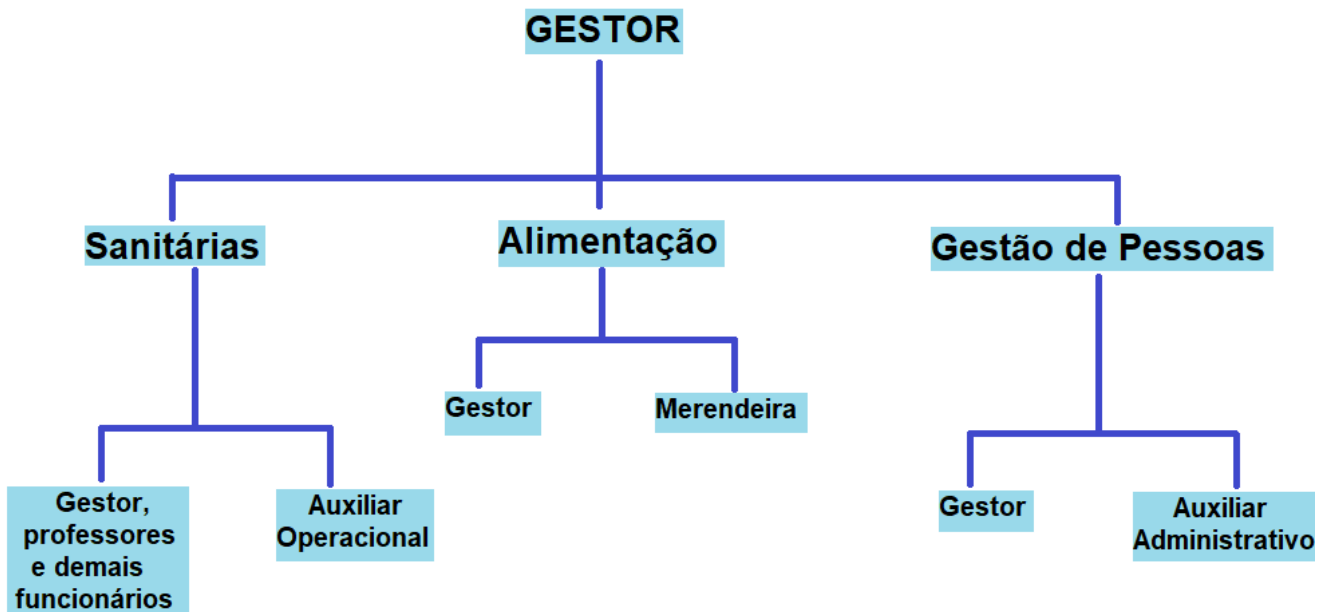 GESTOR
Sanitárias
Alimentação
Gestão de Pessoas
Gestor
Merendeira
Gestor,
professores
e demais
funcionários
Auxiliar
Operacional
Gestor
Auxiliar
Administrativo